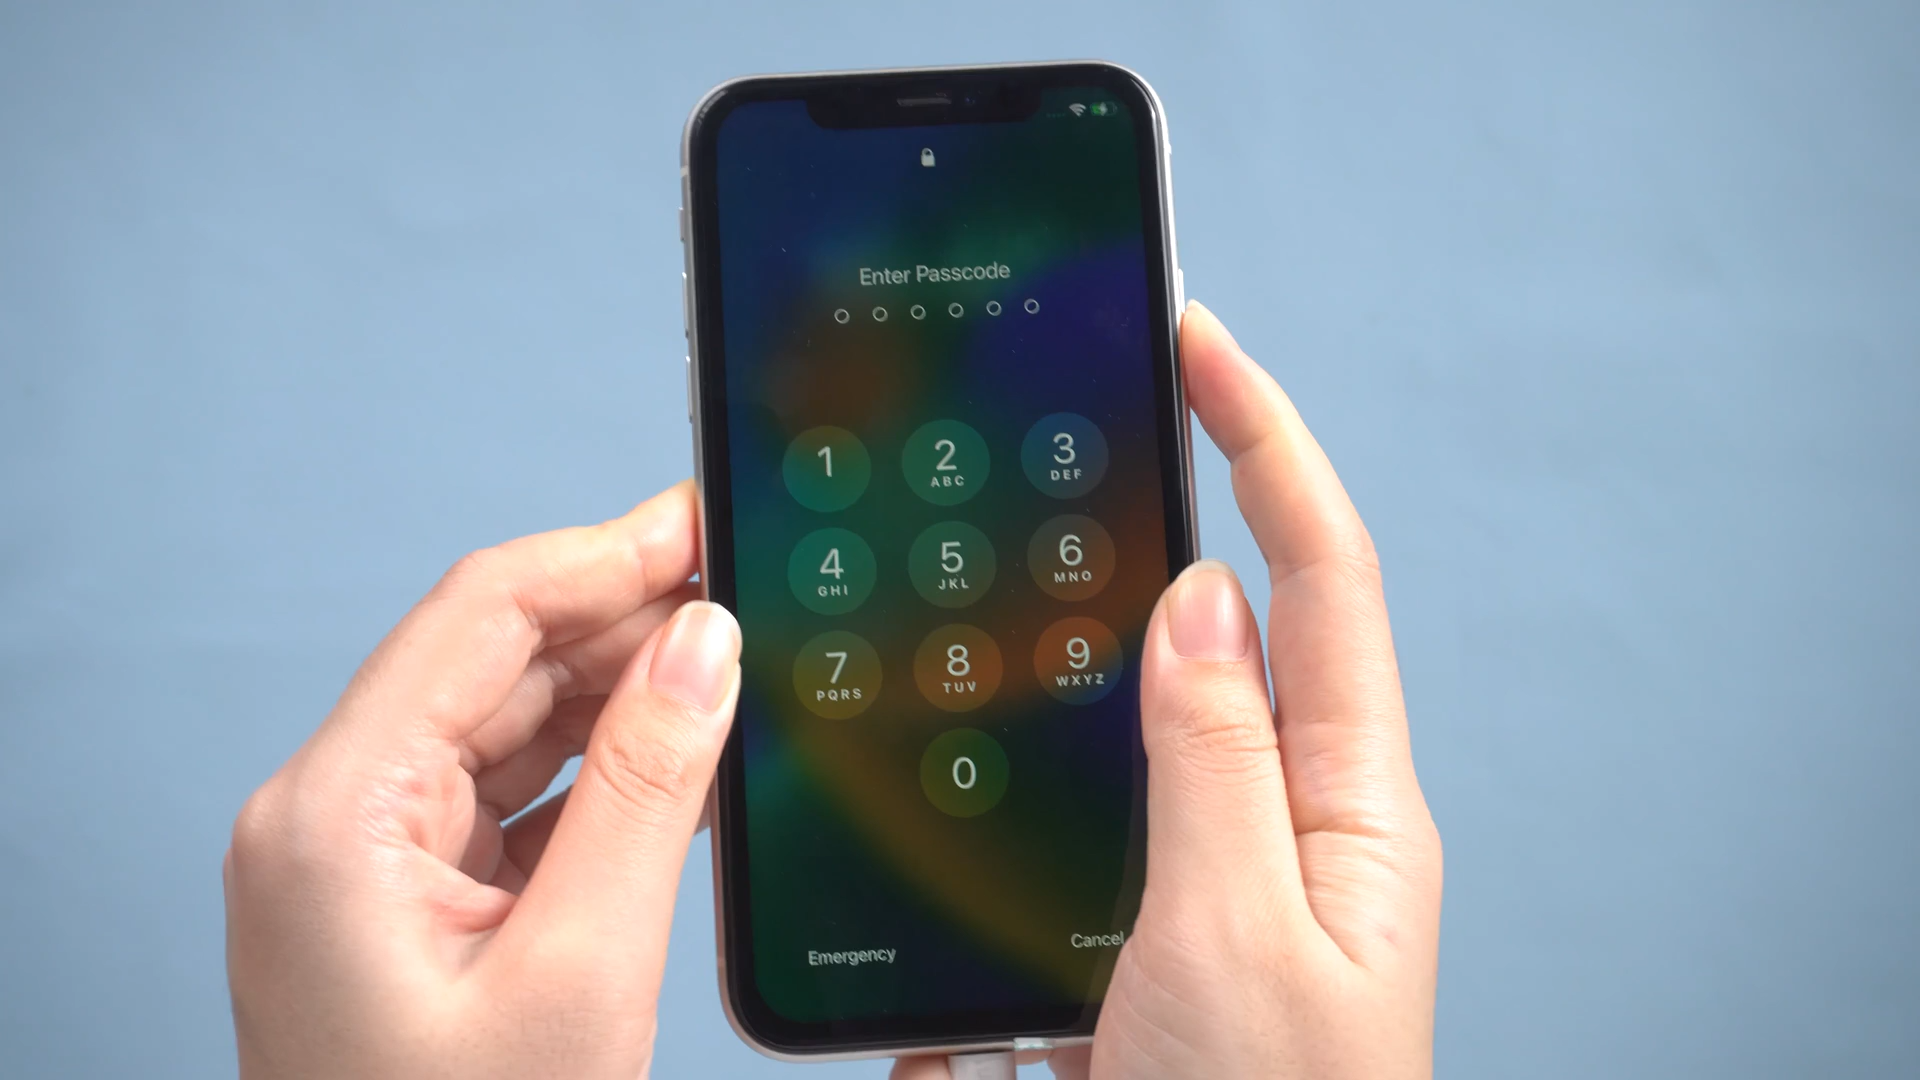 Enter Passcode
1
2
ABC
3
DEF
4
GHI
5
JKL
6
MNO
7
PQRS
8
TUV
9
WXYZ
0
Emergency
Cancel